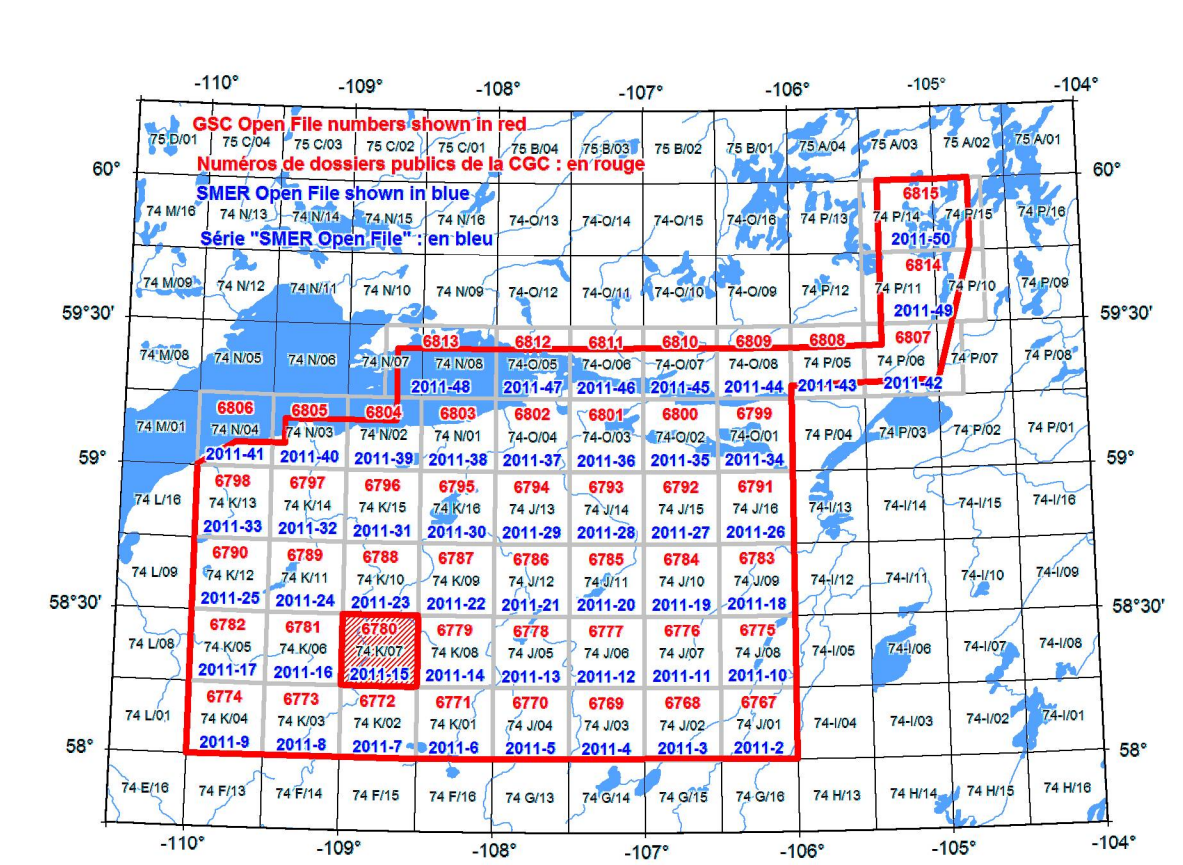 -110° -109° -108° -107° -106° -105° -104°
GSC Open File numbers shown in red
75 D/01 75 C/04 75 C/03 75 C/02 75 C/01 75 B/04 75 B/03 75 B/02 75 B/01 75 A/04 75 A/03 75 A/02 75 A/01
Numéros de dossiers publics de la CGC : en rouge
60° 60°
SMER Open File shown in blue
6815
74 M/16 74 N/13 74 N/14 74 N/15 74 N/16 74-O/13 74-O/14 74-O/15 74-O/16 74 P/13 74 P/14 74 P/15 74 P/16
Série "SMER Open File" : en bleu
2011-50
6814
74 M/09 74 N/12 74 N/11 74 N/10 74 N/09 74-O/12 74-O/11 74-O/10 74-O/09 74 P/12 74 P/11 74 P/10 74 P/09
2011-49
59°30' 59°30'
6813 6812 6811 6810 6809 6808 6807
74 M/08 74 N/05 74 N/06 74 N/07 74 N/08 74-O/05 74-O/06 74-O/07 74-O/08 74 P/05 74 P/06 74 P/07 74 P/08
2011-48 2011-47 2011-46 2011-45 2011-44 2011-43 2011-42
6806 6805 6804 6803 6802 6801 6800 6799
74 M/01 74 N/04 74 N/03 74 N/02 74 N/01 74-O/04 74-O/03 74-O/02 74-O/01 74 P/04 74 P/03 74 P/02 74 P/01
2011-41 2011-40 2011-39 2011-38 2011-37 2011-36 2011-35 2011-34
59° 59°
6798 6797 6796 6795 6794 6793 6792 6791
74 L/16 74 K/13 74 K/14 74 K/15 74 K/16 74 J/13 74 J/14 74 J/15 74 J/16 74-I/13 74-I/14 74-I/15 74-I/16
2011-33 2011-32 2011-31 2011-30 2011-29 2011-28 2011-27 2011-26
6790 6789 6788 6787 6786 6785 6784 6783
74 L/09 74 K/12 74 K/11 74 K/10 74 K/09 74 J/12 74 J/11 74 J/10 74 J/09 74-I/12 74-I/11 74-I/10 74-I/09
2011-25 2011-24 2011-23 2011-22 2011-21 2011-20 2011-19 2011-18
58°30' 58°30'
6782 6781 6780 6779 6778 6777 6776 6775
74 L/08 74 K/05 74 K/06 74 K/07 74 K/08 74 J/05 74 J/06 74 J/07 74 J/08 74-I/05 74-I/06 74-I/07 74-I/08
2011-17 2011-16 2011-15 2011-14 2011-13 2011-12 2011-11 2011-10
6774 6773 6772 6771 6770 6769 6768 6767
74 L/01 74 K/04 74 K/03 74 K/02 74 K/01 74 J/04 74 J/03 74 J/02 74 J/01 74-I/04 74-I/03 74-I/02 74-I/01
2011-9 2011-8 2011-7 2011-6 2011-5 2011-4 2011-3 2011-2
58° 58°
74 E/16 74 F/13 74 F/14 74 F/15 74 F/16 74 G/13 74 G/14 74 G/15 74 G/16 74 H/13 74 H/14 74 H/15 74 H/16
-110° -109° -108° -107° -106° -105° -104°